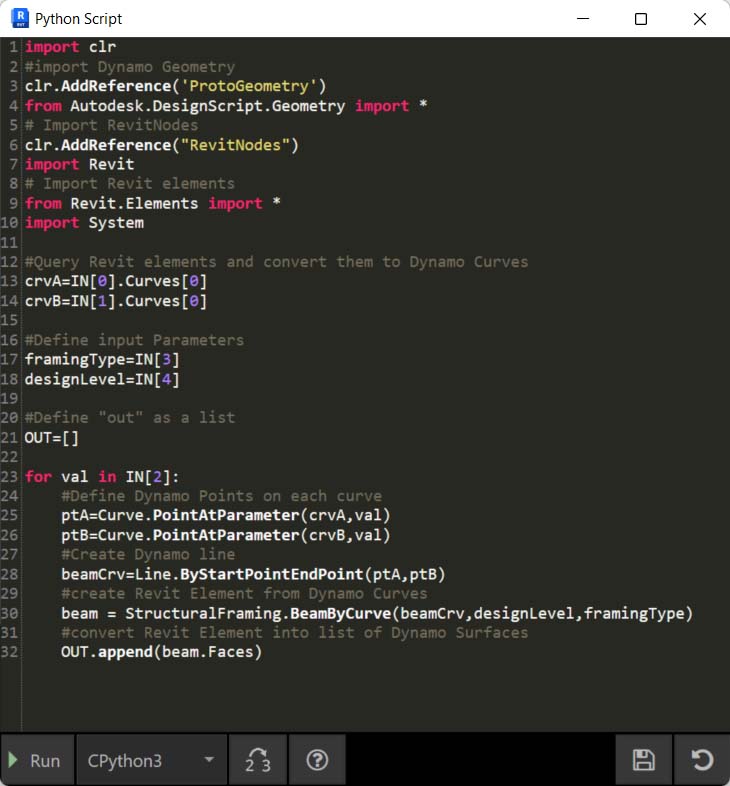 R
RVT
Python Script
1 import clr
2 #import Dynamo Geometry
3 clr.AddReference('ProtoGeometry')
4 from Autodesk.DesignScript.Geometry import *
5 # Import RevitNodes
6 clr.AddReference("RevitNodes")
7 import Revit
8 # Import Revit elements
9 from Revit.Elements import *
10 import System
11
12 #Query Revit elements and convert them to Dynamo Curves
13 crvA=IN[0].Curves[0]
14 crvB=IN[1].Curves[0]
15
16 #Define input Parameters
17 framingType=IN[3]
18 designLevel=IN[4]
19
20 #Define "out" as a list
21 OUT=[]
22
23 for val in IN[2]:
24     #Define Dynamo Points on each curve
25     ptA=Curve.PointAtParameter(crvA,val)
26     ptB=Curve.PointAtParameter(crvB,val)
27     #Create Dynamo line
28     beamCrv=Line.ByStartPointEndPoint(ptA,ptB)
29     #create Revit Element from Dynamo Curves
30     beam = StructuralFraming.BeamByCurve(beamCrv,designLevel,framingType)
31     #convert Revit Element into list of Dynamo Surfaces
32     OUT.append(beam.Faces)
Run CPython3 2 3 ?